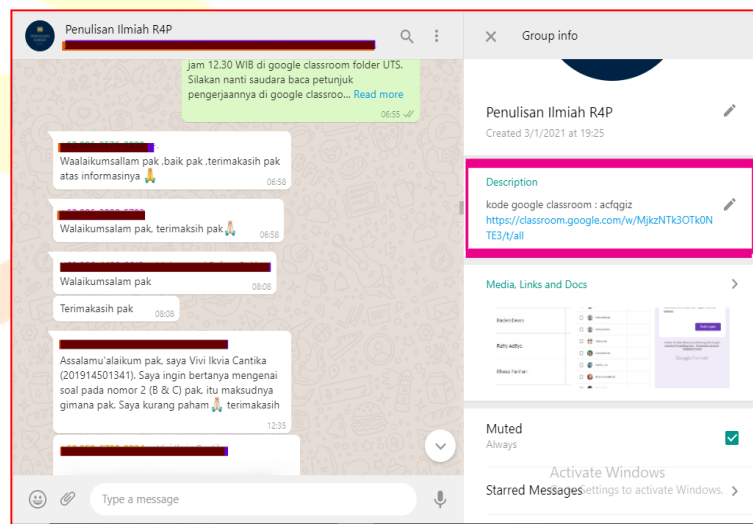 Penulisan Ilmiah R4P
jam 12.30 WIB di google classroom folder UTS.
Silakan nanti saudara baca petunjuk
pengerjaannya di google classroo... Read more
06:55
Waalaikumsallam pak .baik pak .terimakasih pak
atas informasinya 🙏
06:58
Walaikumsalam pak, terimaksih pak🙏🏻
06:58
Walaikumsalam pak
08:08
Terimakasih pak
08:08
Assalamu'alaikum pak, saya Vivi Ikvia Cantika
(201914501341). Saya ingin bertanya mengenai
soal pada nomor 2 (B & C) pak, itu maksudnya
gimana pak. Saya kurang paham🙏🏻 terimakasih
12:35
Type a message
Group info
Penulisan Ilmiah R4P
Created 3/1/2021 at 19:25
Description
kode google classroom : acfqgiz
https://classroom.google.com/w/MjkzNTk3OTk0N
TE3/t/all
Media, Links and Docs
Raden Bears
Rafly Aditya
Google Formulir
Muted
Always
Activate Windows
Starred Messages
Settings to activate Windows.